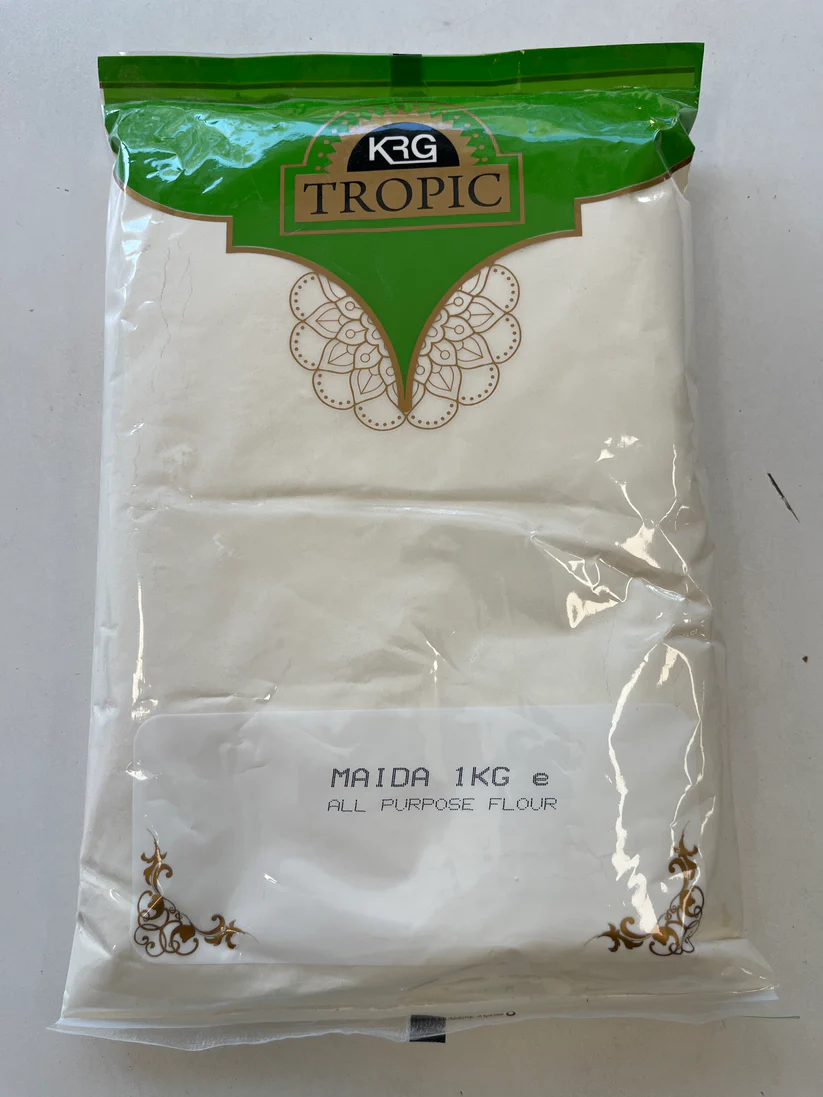 KRG
TROPIC
MAIDA 1KG e
ALL PURPOSE FLOUR